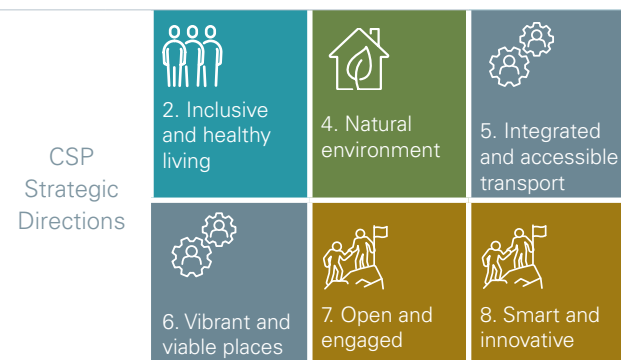 CSP
Strategic
Directions
2. Inclusive
and healthy
living
4. Natural
environment
5. Integrated
and accessible
transport
6. Vibrant and
viable places
7. Open and
engaged
8. Smart and
innovative